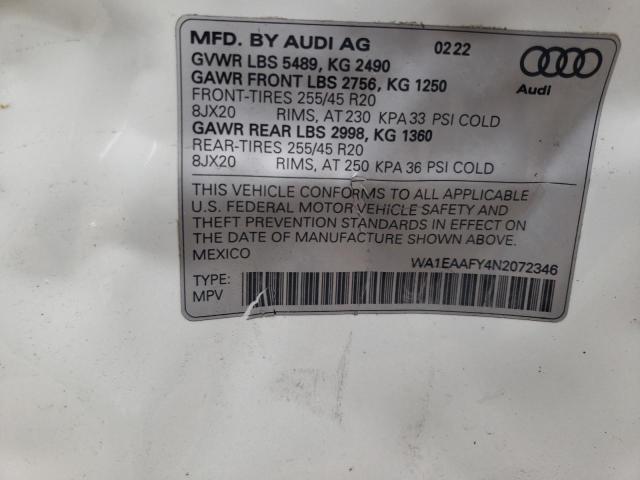 MFD. BY AUDI AG 02 22
GVWR LBS 5489, KG 2490
GAWR FRONT LBS 2756, KG 1250
FRONT-TIRES 255/45 R20
8JX20 RIMS, AT 230 KPA 33 PSI COLD
GAWR REAR LBS 2998, KG 1360
REAR-TIRES 255/45 R20
8JX20 RIMS, AT 250 KPA 36 PSI COLD
Audi
THIS VEHICLE CONFORMS TO ALL APPLICABLE
U.S. FEDERAL MOTOR VEHICLE SAFETY AND
THEFT PREVENTION STANDARDS IN EFFECT ON
THE DATE OF MANUFACTURE SHOWN ABOVE.
MEXICO WA1EAAFY4N2072346
TYPE:
MPV